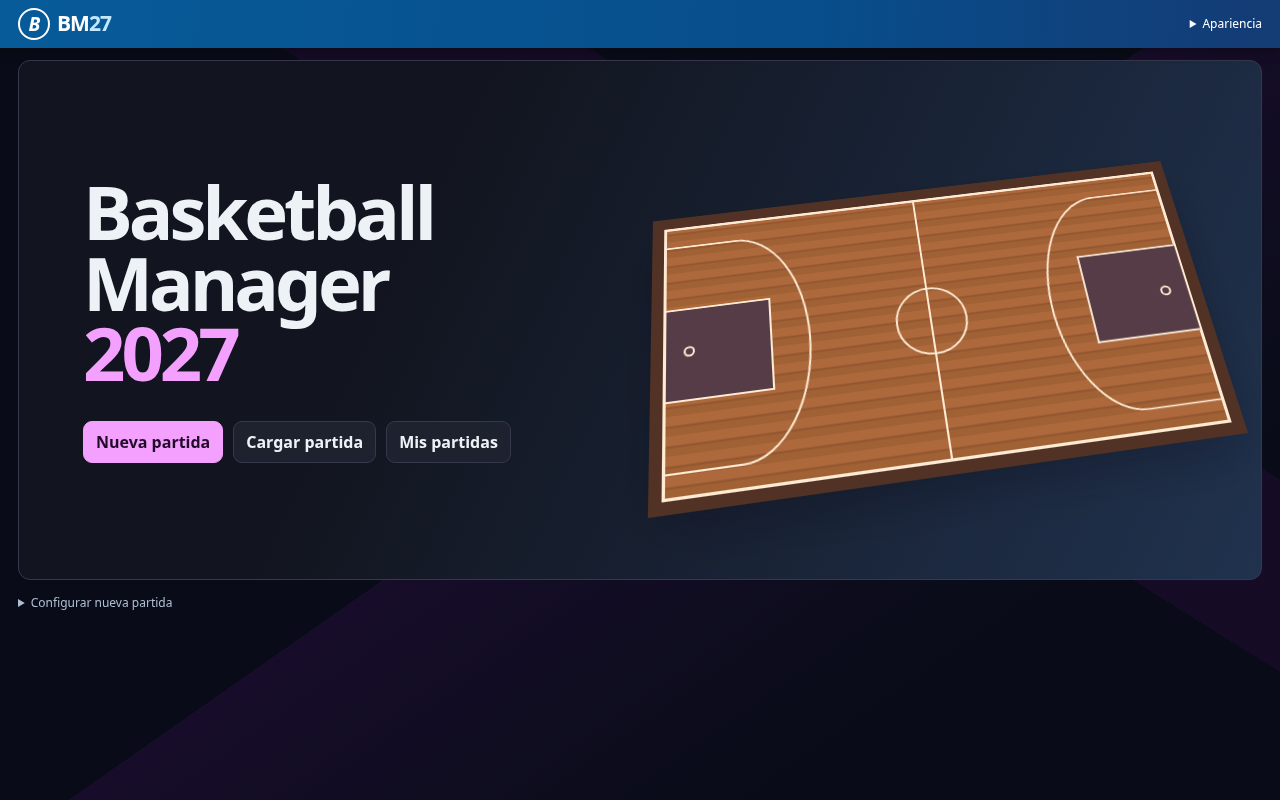 B BM27
▶ Apariencia
Basketball
Manager
2027
Nueva partida Cargar partida Mis partidas
▶ Configurar nueva partida